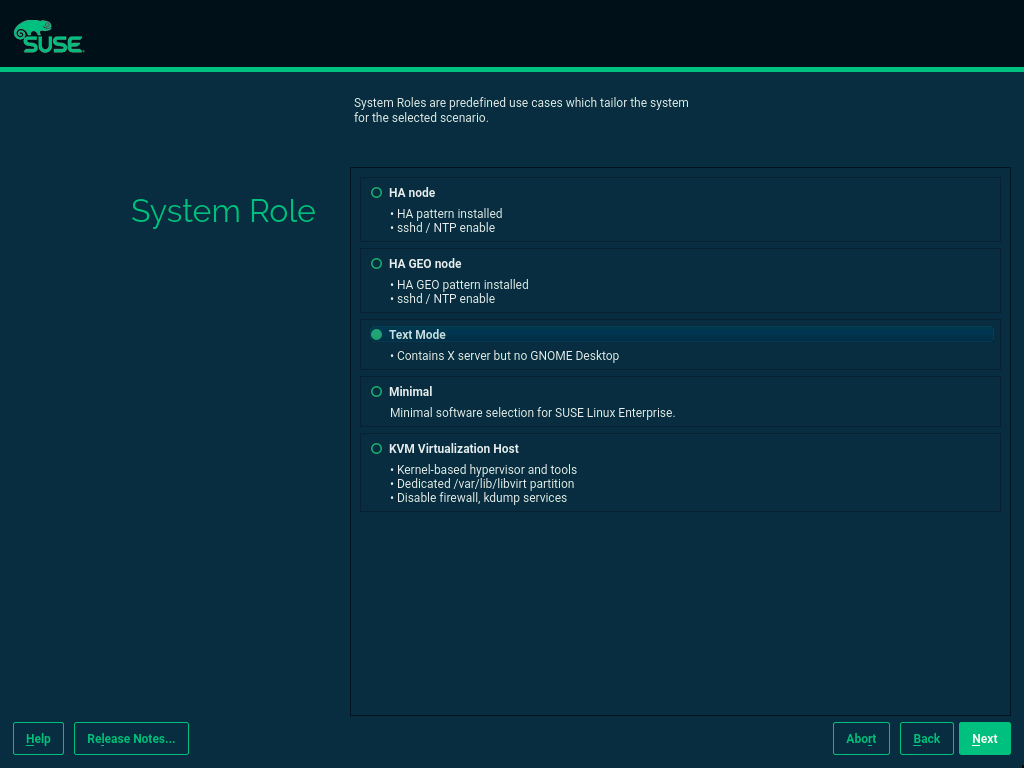 SUSE
System Roles are predefined use cases which tailor the system
for the selected scenario.
System Role
HA node
• HA pattern installed
• sshd / NTP enable
HA GEO node
• HA GEO pattern installed
• sshd / NTP enable
Text Mode
• Contains X server but no GNOME Desktop
Minimal
Minimal software selection for SUSE Linux Enterprise.
KVM Virtualization Host
• Kernel-based hypervisor and tools
• Dedicated /var/lib/libvirt partition
• Disable firewall, kdump services
Help Release Notes... Abort Back Next